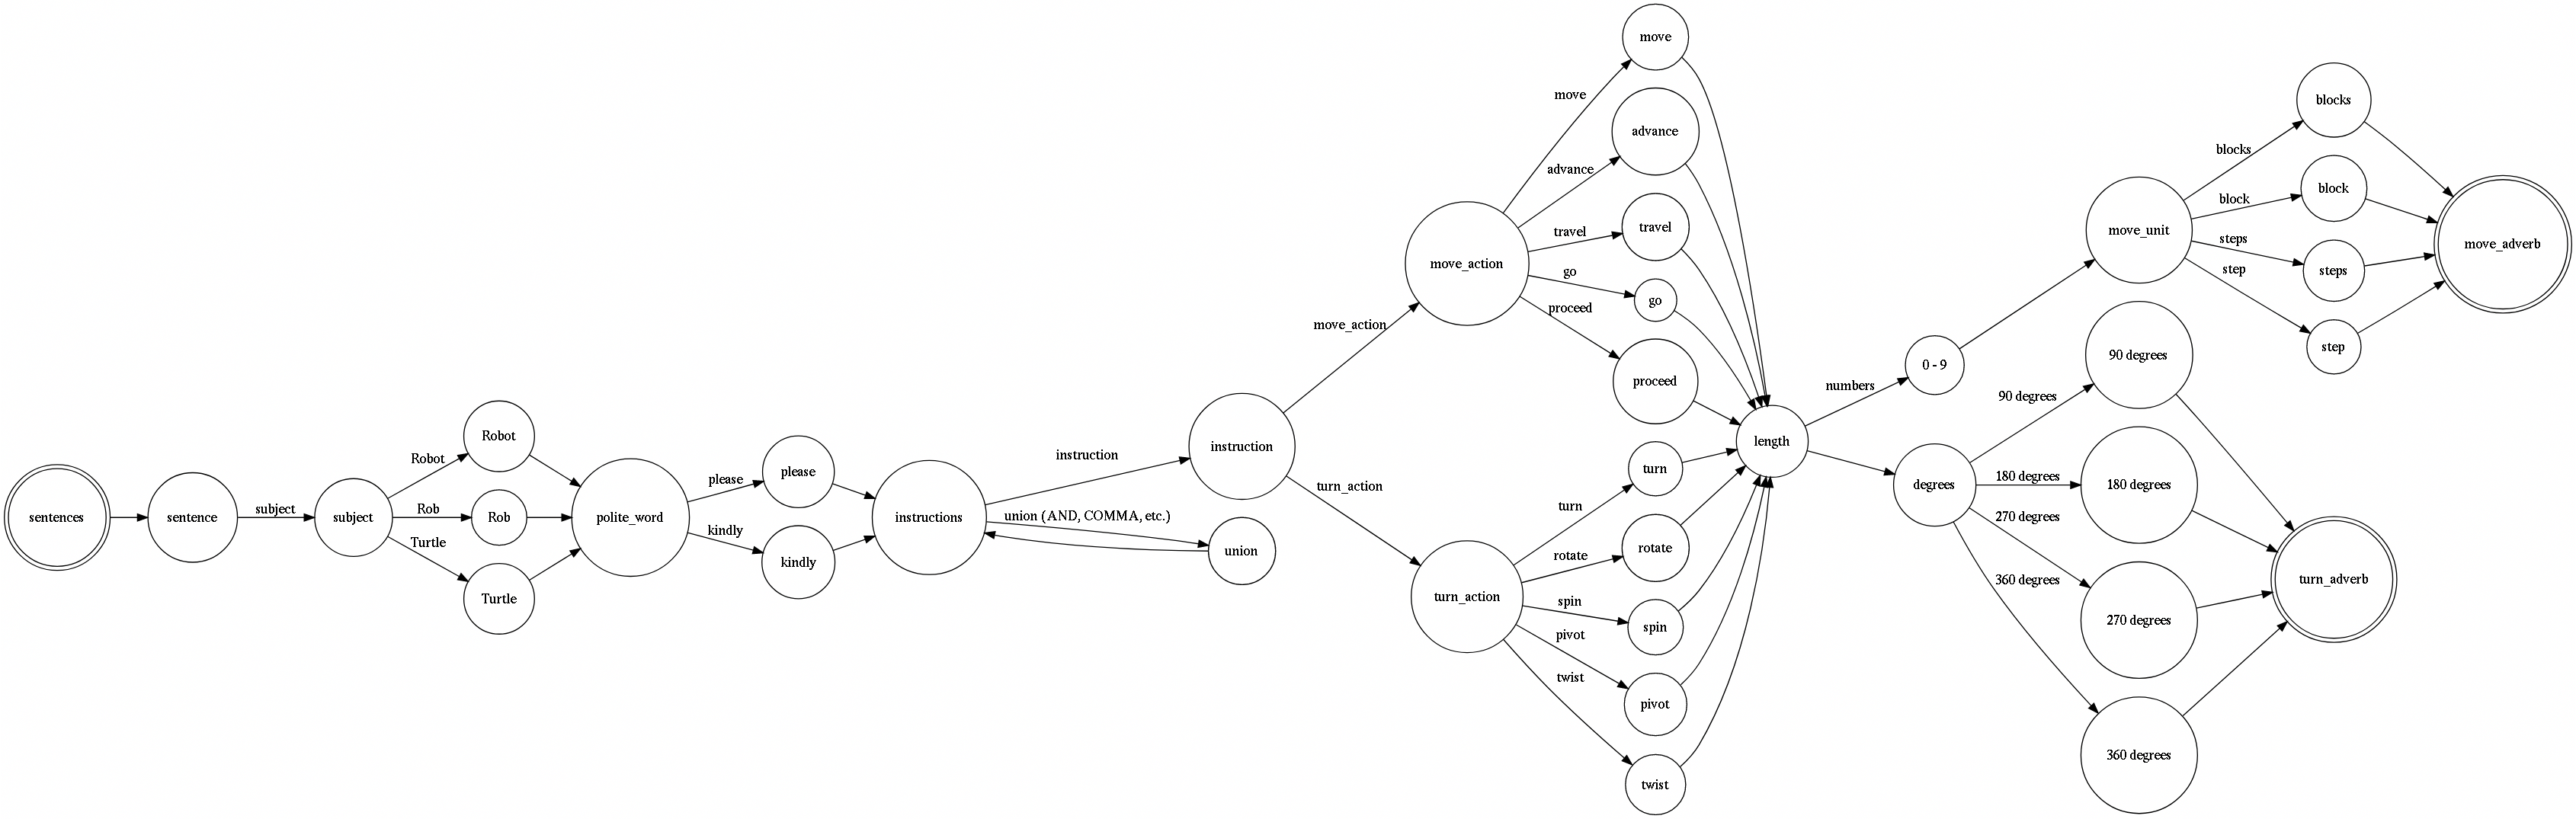 sentences
sentence
subject
subject
Robot
Rob
Turtle
Robot
Rob
Turtle
polite_word
please
kindly
please
kindly
instructions
instruction
union (AND, COMMA, etc.)
instruction
union
move_action
turn_action
move_action
turn_action
move
advance
travel
go
proceed
turn
rotate
spin
pivot
twist
move
advance
travel
go
proceed
turn
rotate
spin
pivot
twist
length
numbers
0 - 9
degrees
90 degrees
180 degrees
270 degrees
360 degrees
move_unit
90 degrees
180 degrees
270 degrees
360 degrees
blocks
block
steps
step
blocks
block
steps
step
turn_adverb
move_adverb